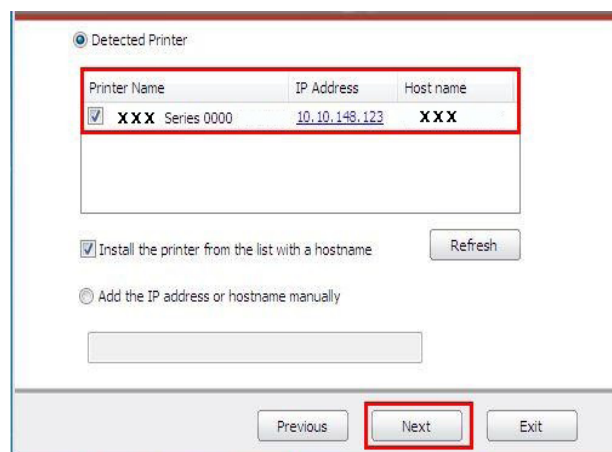 Detected Printer
Printer Name IP Address Host name
XXX Series 0000 10.10.148.123 XXX
Install the printer from the list with a hostname Refresh
Add the IP address or hostname manually
Previous Next Exit